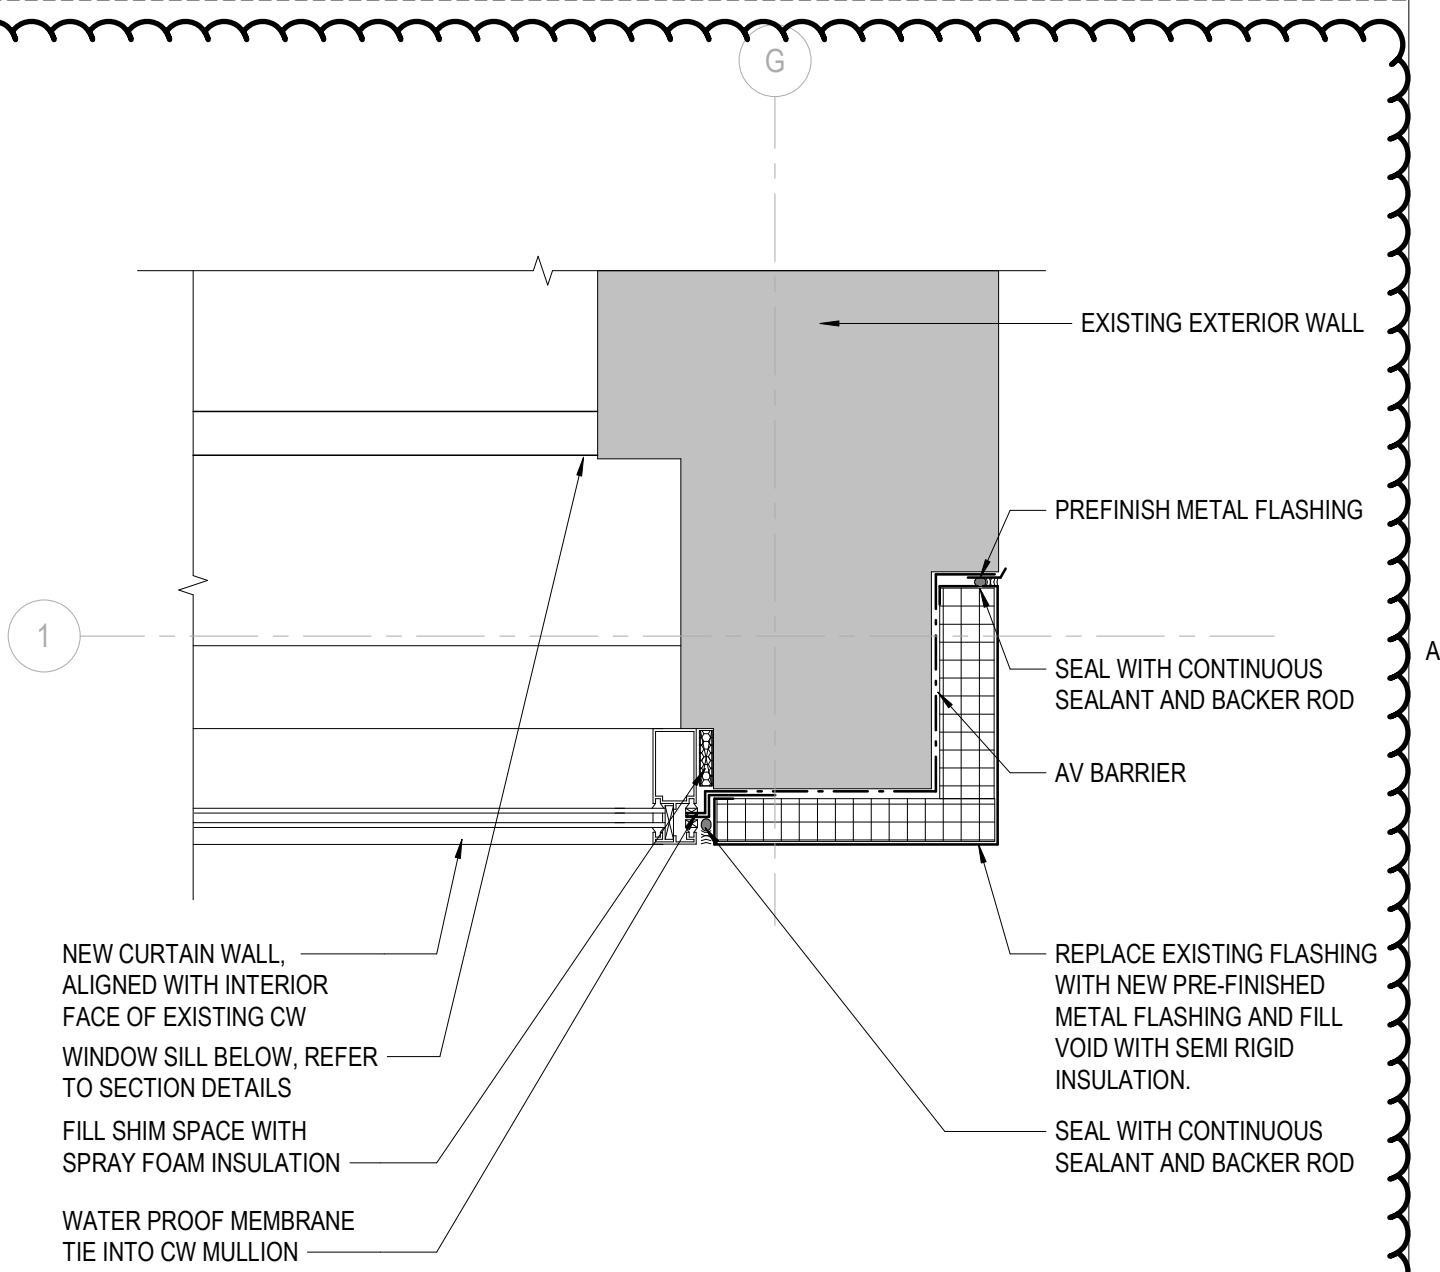 G
EXISTING EXTERIOR WALL
PREFINISH METAL FLASHING
1
SEAL WITH CONTINUOUS
SEALANT AND BACKER ROD
A
AV BARRIER
NEW CURTAIN WALL,
ALIGNED WITH INTERIOR
FACE OF EXISTING CW
WINDOW SILL BELOW, REFER
TO SECTION DETAILS
FILL SHIM SPACE WITH
SPRAY FOAM INSULATION
WATER PROOF MEMBRANE
TIE INTO CW MULLION
REPLACE EXISTING FLASHING
WITH NEW PRE-FINISHED
METAL FLASHING AND FILL
VOID WITH SEMI RIGID
INSULATION.
SEAL WITH CONTINUOUS
SEALANT AND BACKER ROD